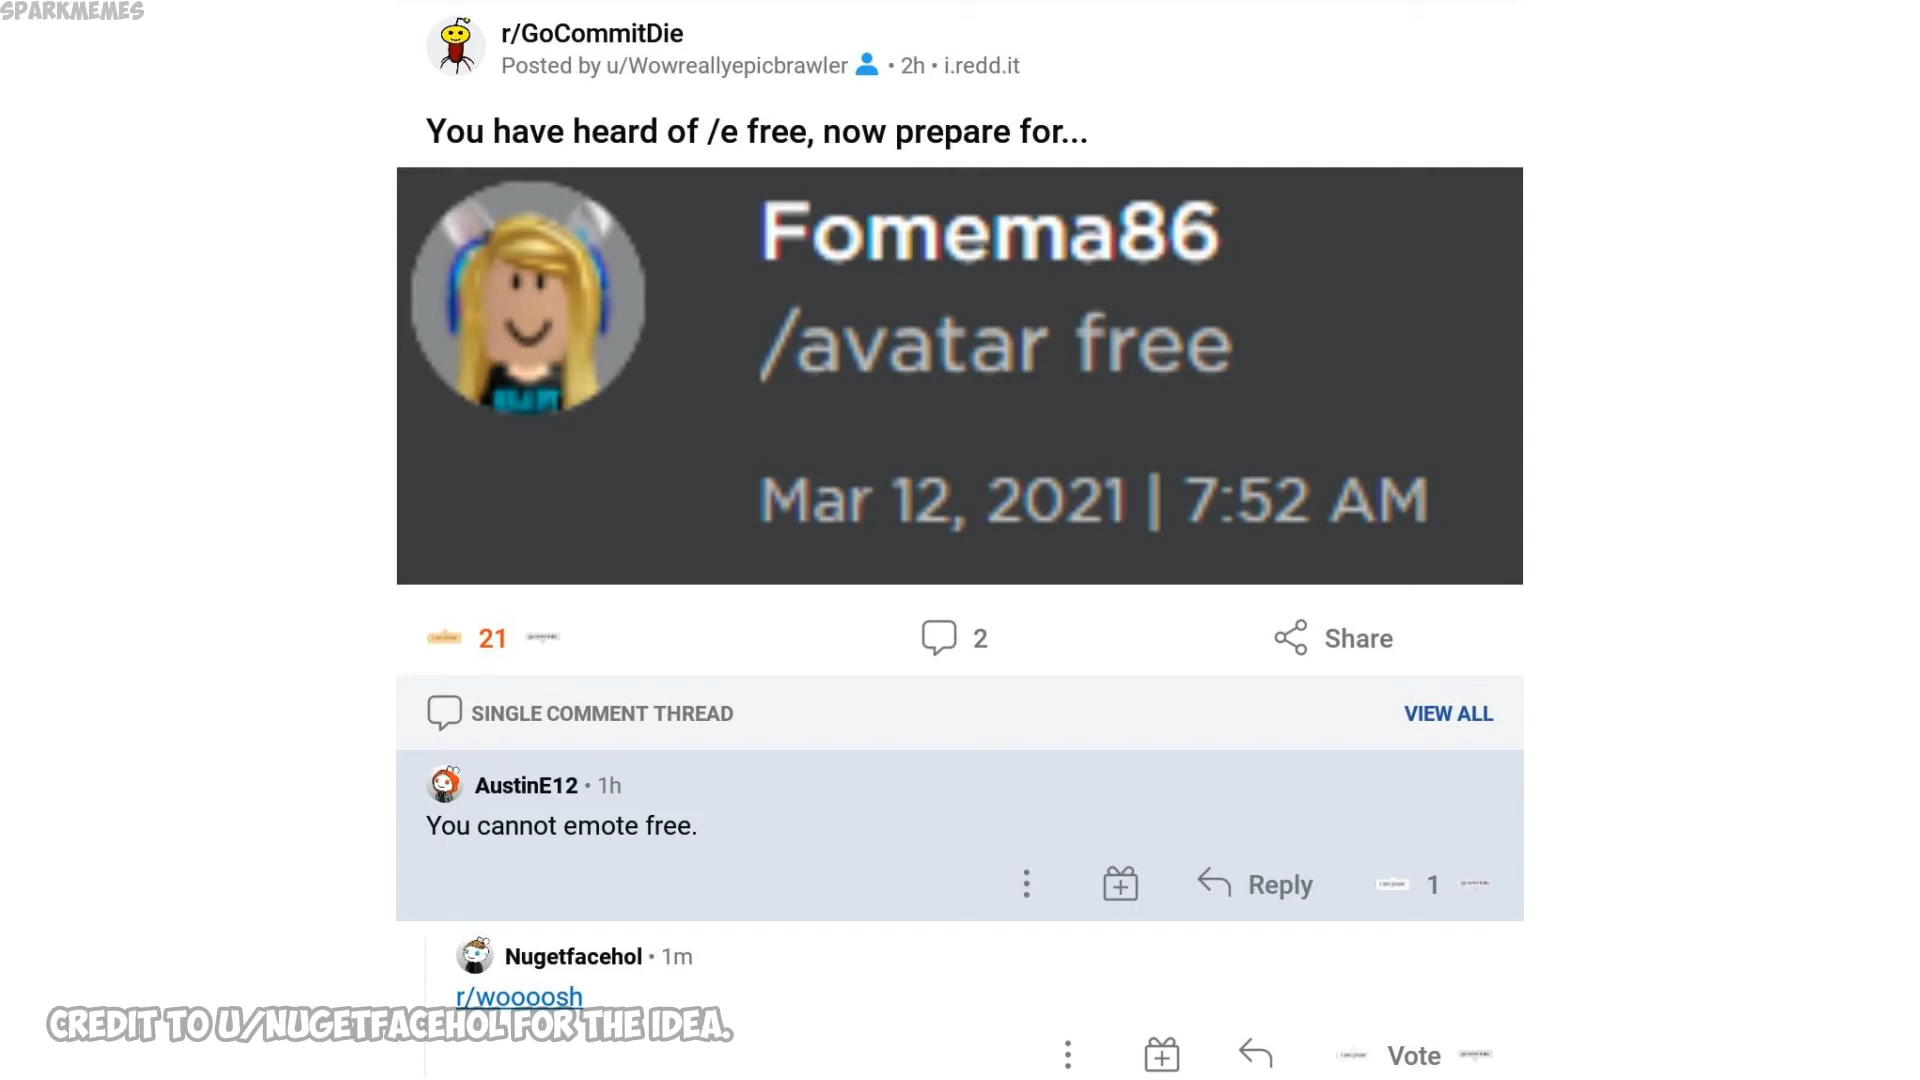 SPARKMEMES
r/GoCommitDie
Posted by u/Wowreallyepicbrawler • 2h • i.redd.it
You have heard of /e free, now prepare for...
Fomema86
/avatar free
Mar 12, 2021 | 7:52 AM
21
2
Share
SINGLE COMMENT THREAD
VIEW ALL
AustinE12 • 1h
You cannot emote free.
Reply
1
Nugetfacehol • 1m
r/woooosh
CREDIT TO U/NUGETFACEHOL FOR THE IDEA.
Vote